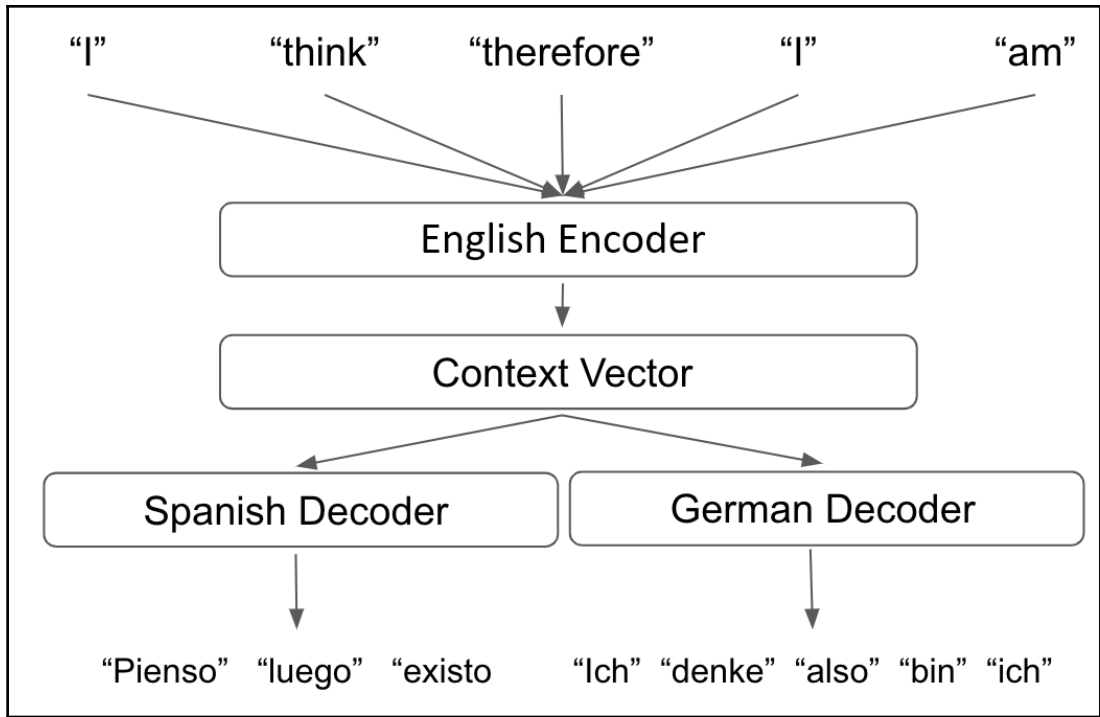 “I” “think” “therefore” “I” “am”
English Encoder
Context Vector
Spanish Decoder German Decoder
“Pienso” “luego” “existo “Ich” “denke” “also” “bin” “ich”